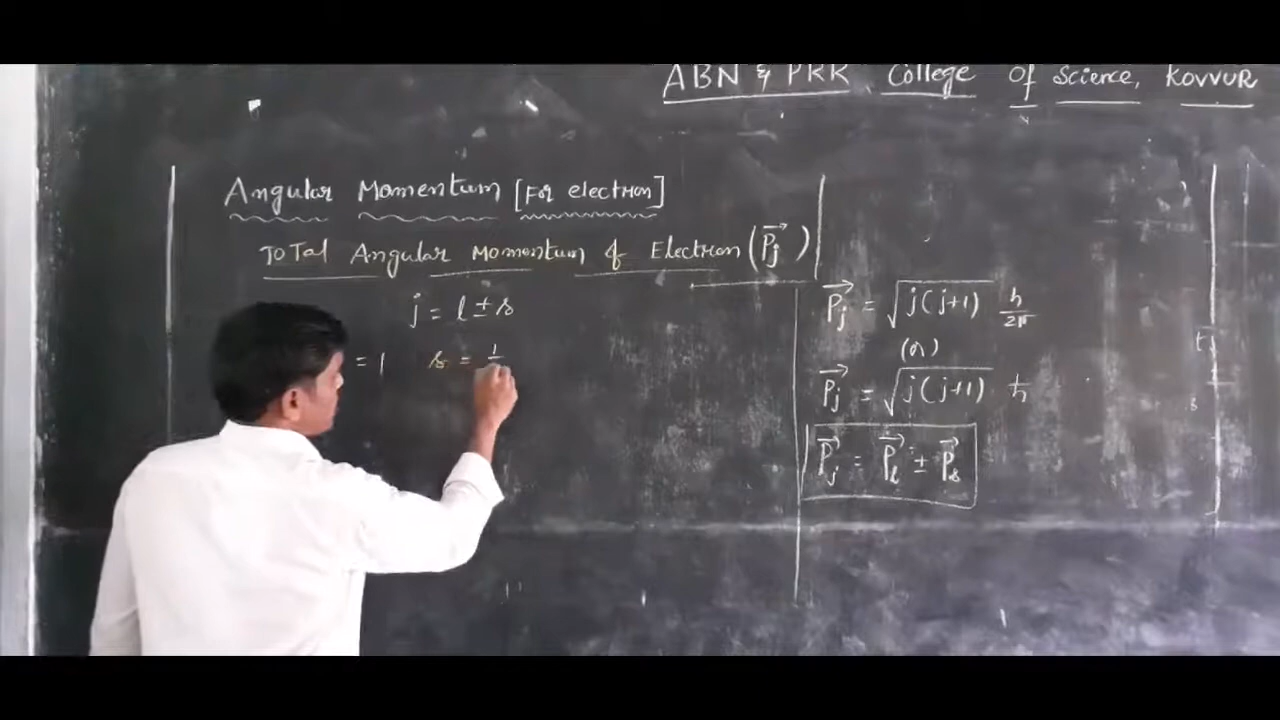 ABN & PRR College Of Science, KOVVUR
Angular Momentum [For electron]
Total Angular Momentum of Electron (P⃗j)
j = l ± s
= 1 s = 1
P⃗j = √j(j+1) h/2π
(or)
P⃗j = √j(j+1) ħ
P⃗j = P⃗l ± P⃗s